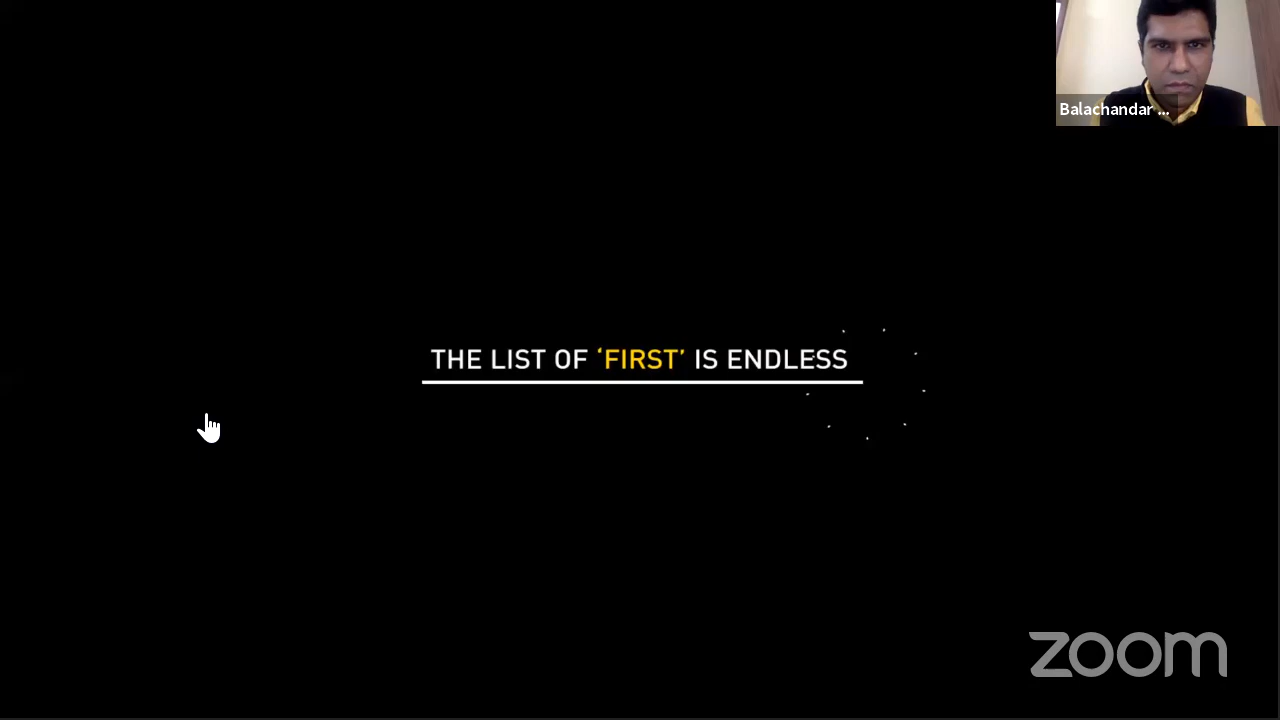 Balachandar ...
THE LIST OF ‘FIRST’ IS ENDLESS
zoom